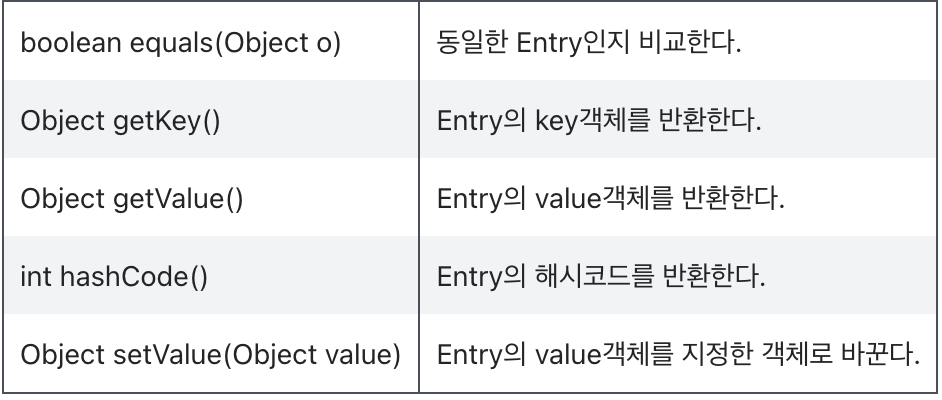 boolean equals(Object o) 동일한 Entry인지 비교한다.
Object getKey() Entry의 key객체를 반환한다.
Object getValue() Entry의 value객체를 반환한다.
int hashCode() Entry의 해시코드를 반환한다.
Object setValue(Object value) Entry의 value객체를 지정한 객체로 바꾼다.